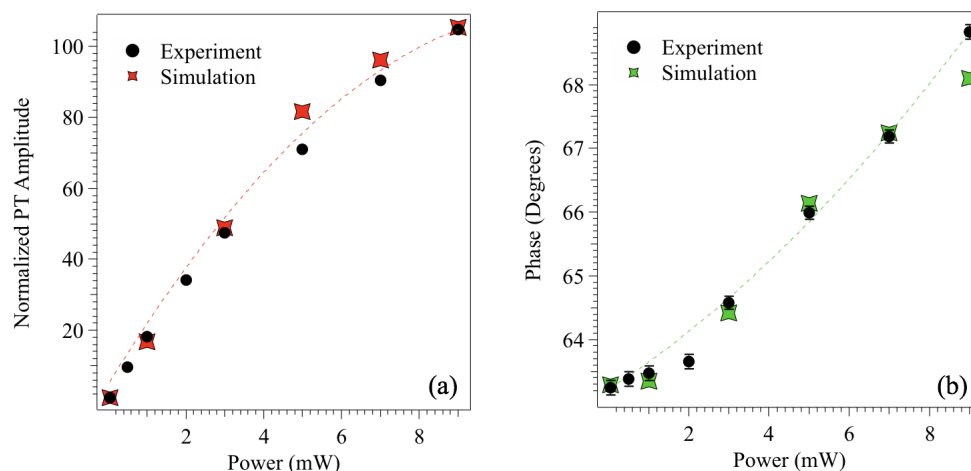 Normalized PT Amplitude
100
80
60
40
20
Experiment
Simulation
(a)
2
4
6
8
Power (mW)
Phase (Degrees)
68
67
66
65
64
Experiment
Simulation
(b)
2
4
6
8
Power (mW)